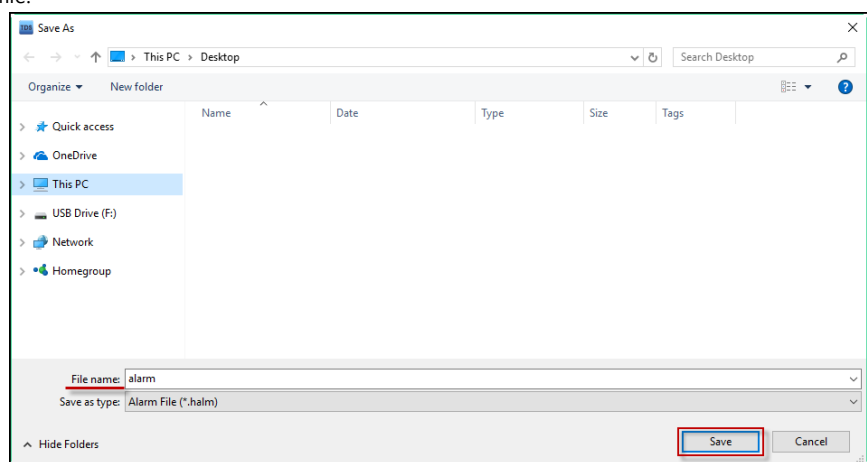 TDB Save As
This PC > Desktop
Search Desktop
Organize
New folder
Name
Date
Type
Size
Tags
Quick access
OneDrive
This PC
USB Drive (F:)
Network
Homegroup
File name: alarm
Save as type: Alarm File (*.halm)
Hide Folders
Save
Cancel